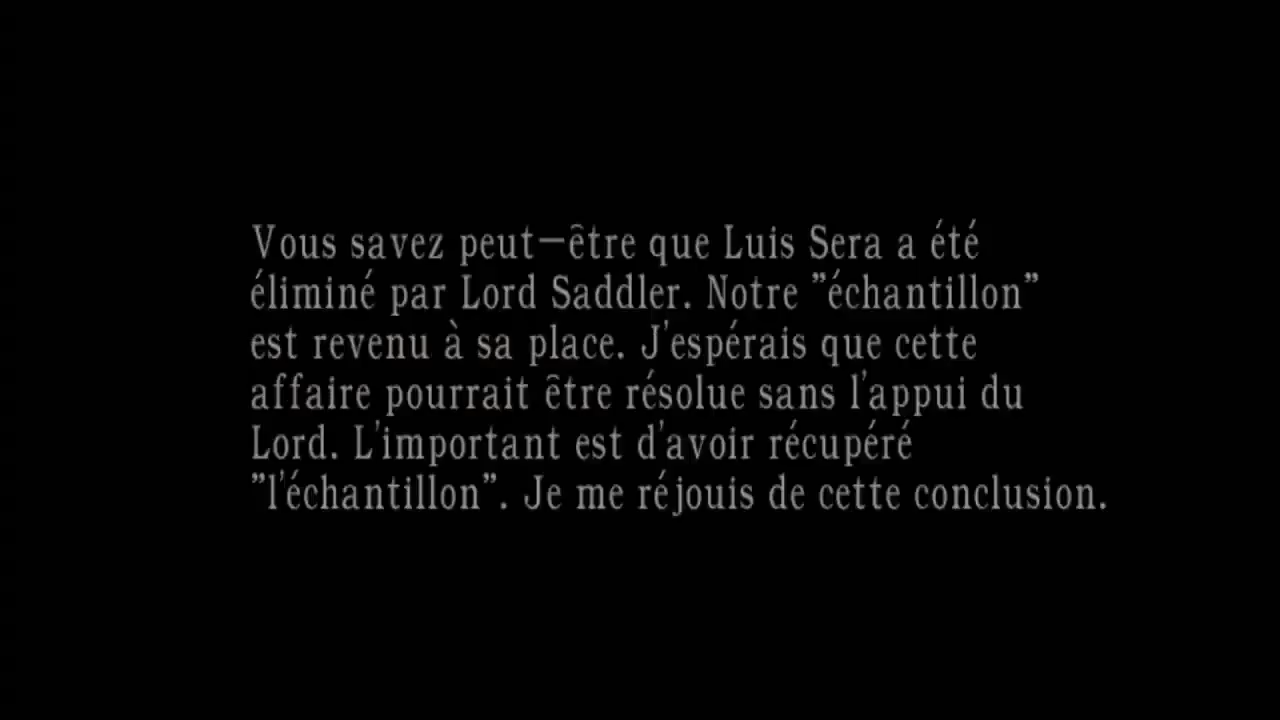 Vous savez peut-être que Luis Sera a été
éliminé par Lord Saddler. Notre "échantillon"
est revenu à sa place. J'espérais que cette
affaire pourrait être résolue sans l'appui du
Lord. L'important est d'avoir récupéré
"l'échantillon". Je me réjouis de cette conclusion.